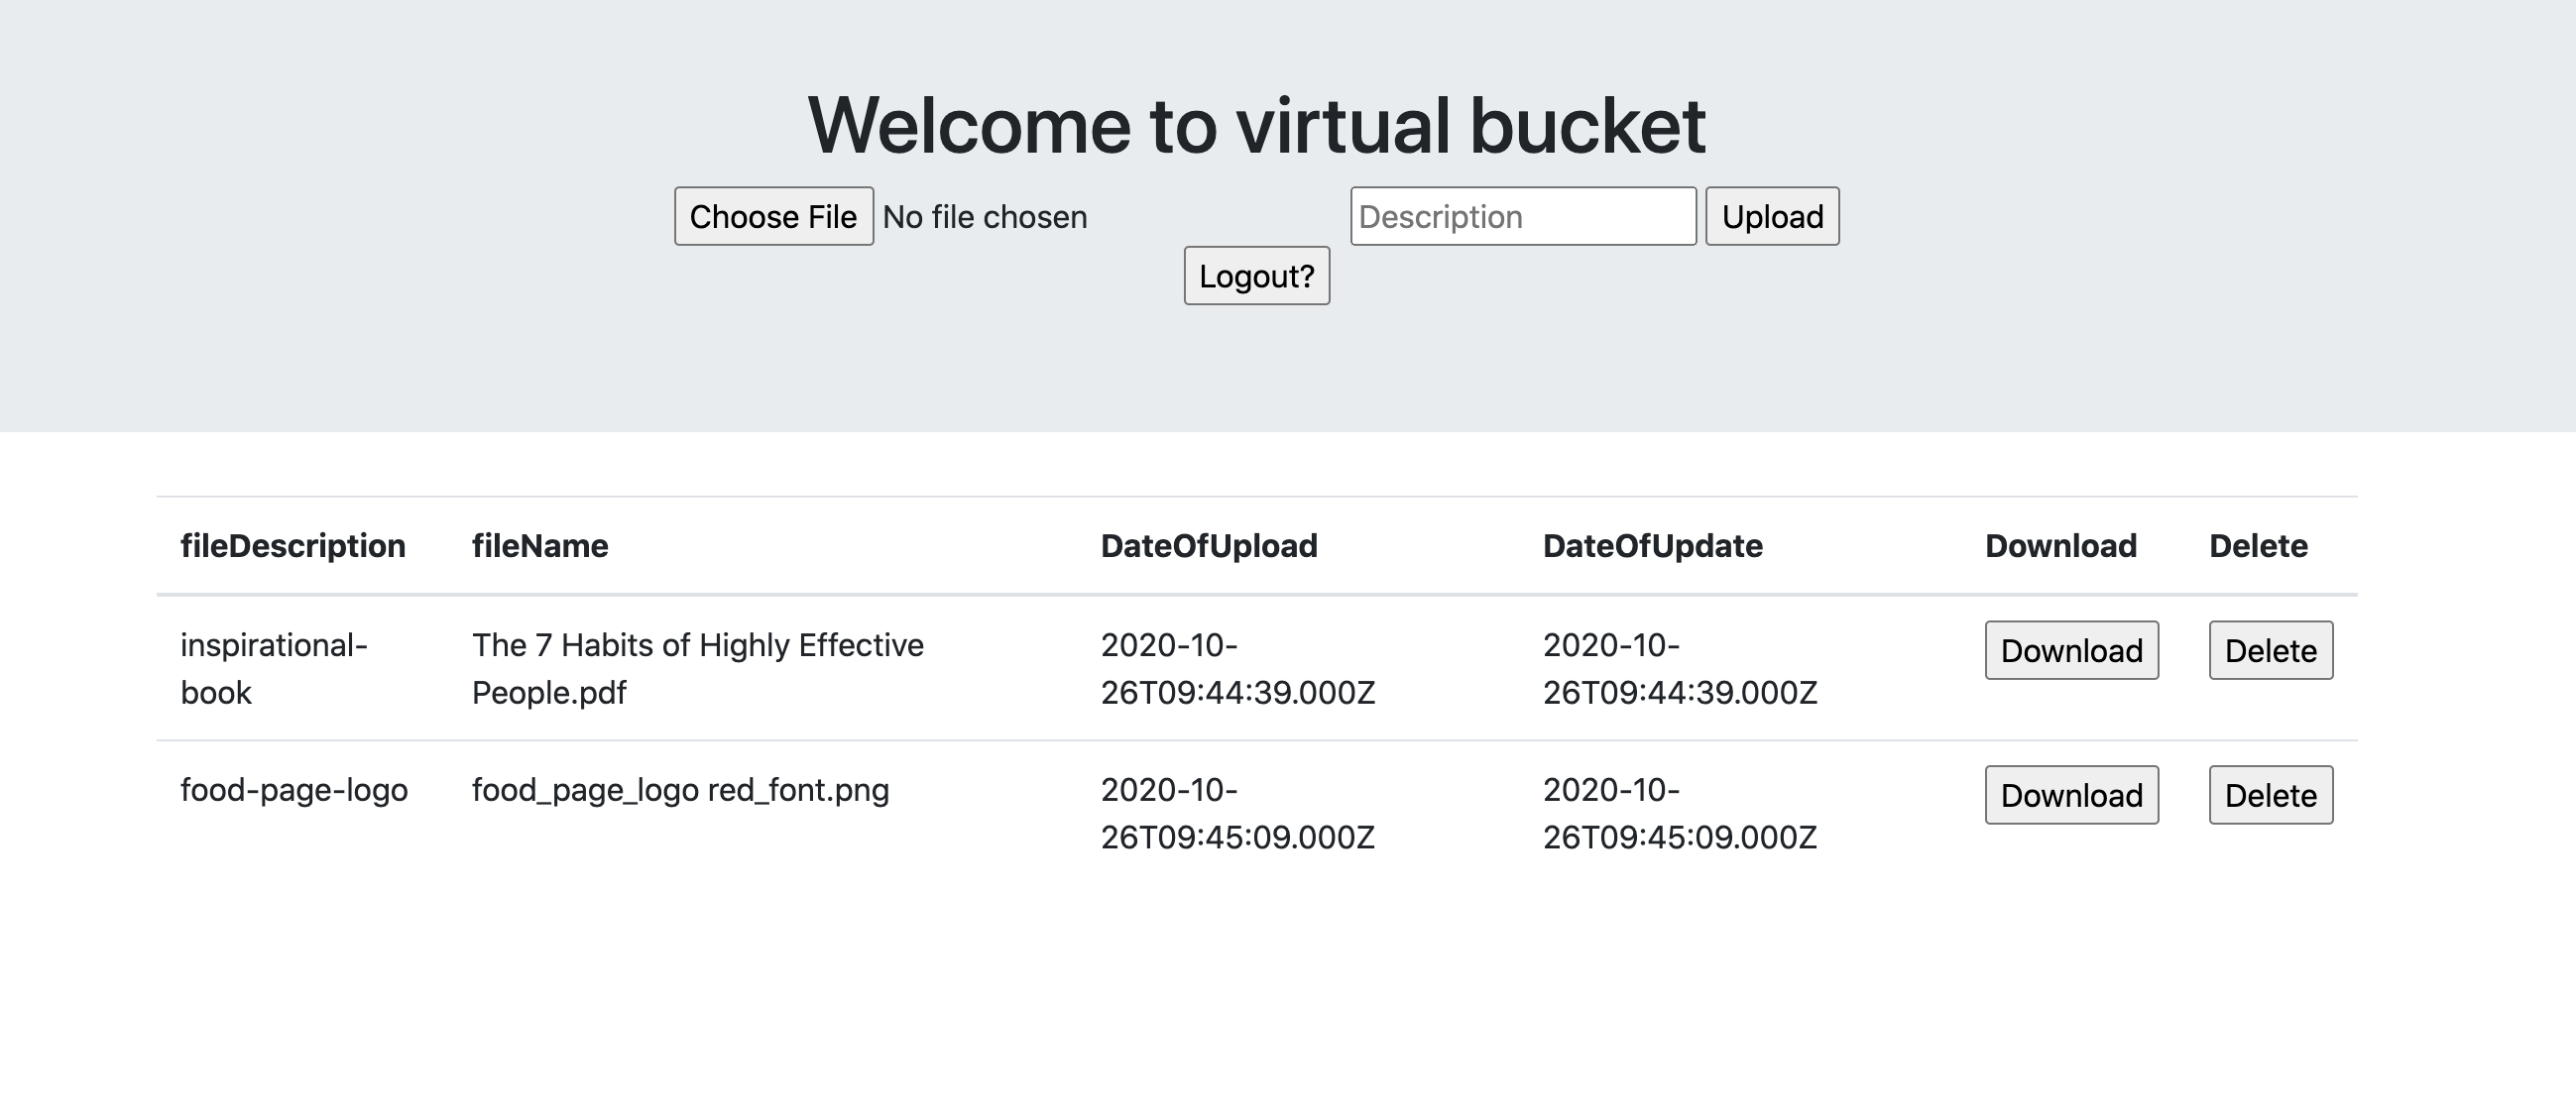 Welcome to virtual bucket
Choose File No file chosen Description Upload
Logout?
fileDescription fileName DateOfUpload DateOfUpdate Download Delete
inspirational- The 7 Habits of Highly Effective 2020-10- 2020-10- Download Delete
book People.pdf 26T09:44:39.000Z 26T09:44:39.000Z
food-page-logo food_page_logo red_font.png 2020-10- 2020-10- Download Delete
26T09:45:09.000Z 26T09:45:09.000Z